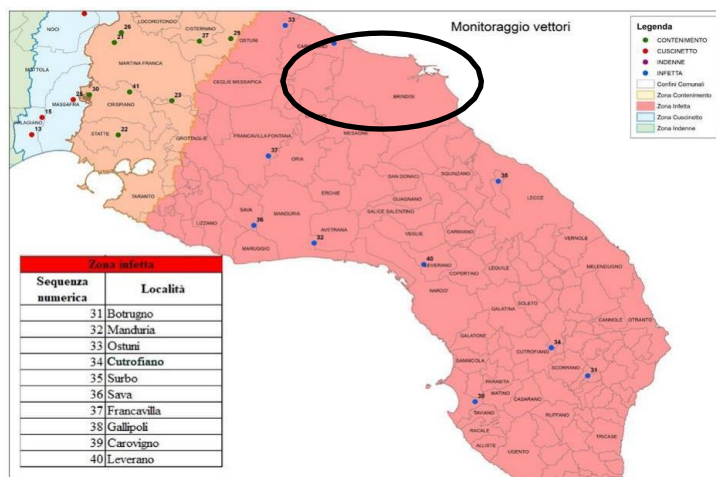 Monitoraggio vettori
Legenda
CONTENIMENTO
CUSCINETTO
INDENNE
INFETTA
Confini Comunali
Zona Contenimento
Zona Infetta
Zona Cuscinetto
Zona Indenne
NOCI
LOCOROTONDO
CISTERNINO
OSTUNI
26
21
27
29
33
MOTTOLA
MARTINA FRANCA
CEGLIE MESSAPICA
BRINDISI
MASSAFRA
28
30
41
23
CRISPIANO
15
13
PALAGIANO
STATTE
22
GROTTAGLIE
FRANCAVILLA FONTANA
MESAGNE
37
ORIA
SAN DONACI
SQUINZANO
35
TARANTO
ERCHIE
GUAGNANO
LECCE
LIZZANO
SAVA
MANDURIA
SALICE SALENTINO
36
AVETRANA
32
VEGLIE
CARMIANO
VERNOLE
MARUGGIO
40
LEVERANO
COPERTINO
LEQUILE
MELENDUGNO
NARDO'
SOLETO
GALATINA
CANNOLE
OTRANTO
GALATONE
34
CUTROFIANO
SANNICOLA
SCORRANO
31
PARABITA
MATINO
38
CASARANO
TAVIANO
RUFFANO
RACALE
TRICASE
ALLISTE
UGENTO
Zona infetta
Sequenza numerica Località
31 Botrugno
32 Manduria
33 Ostuni
34 Cutrofiano
35 Surbo
36 Sava
37 Francavilla
38 Gallipoli
39 Carovigno
40 Leverano